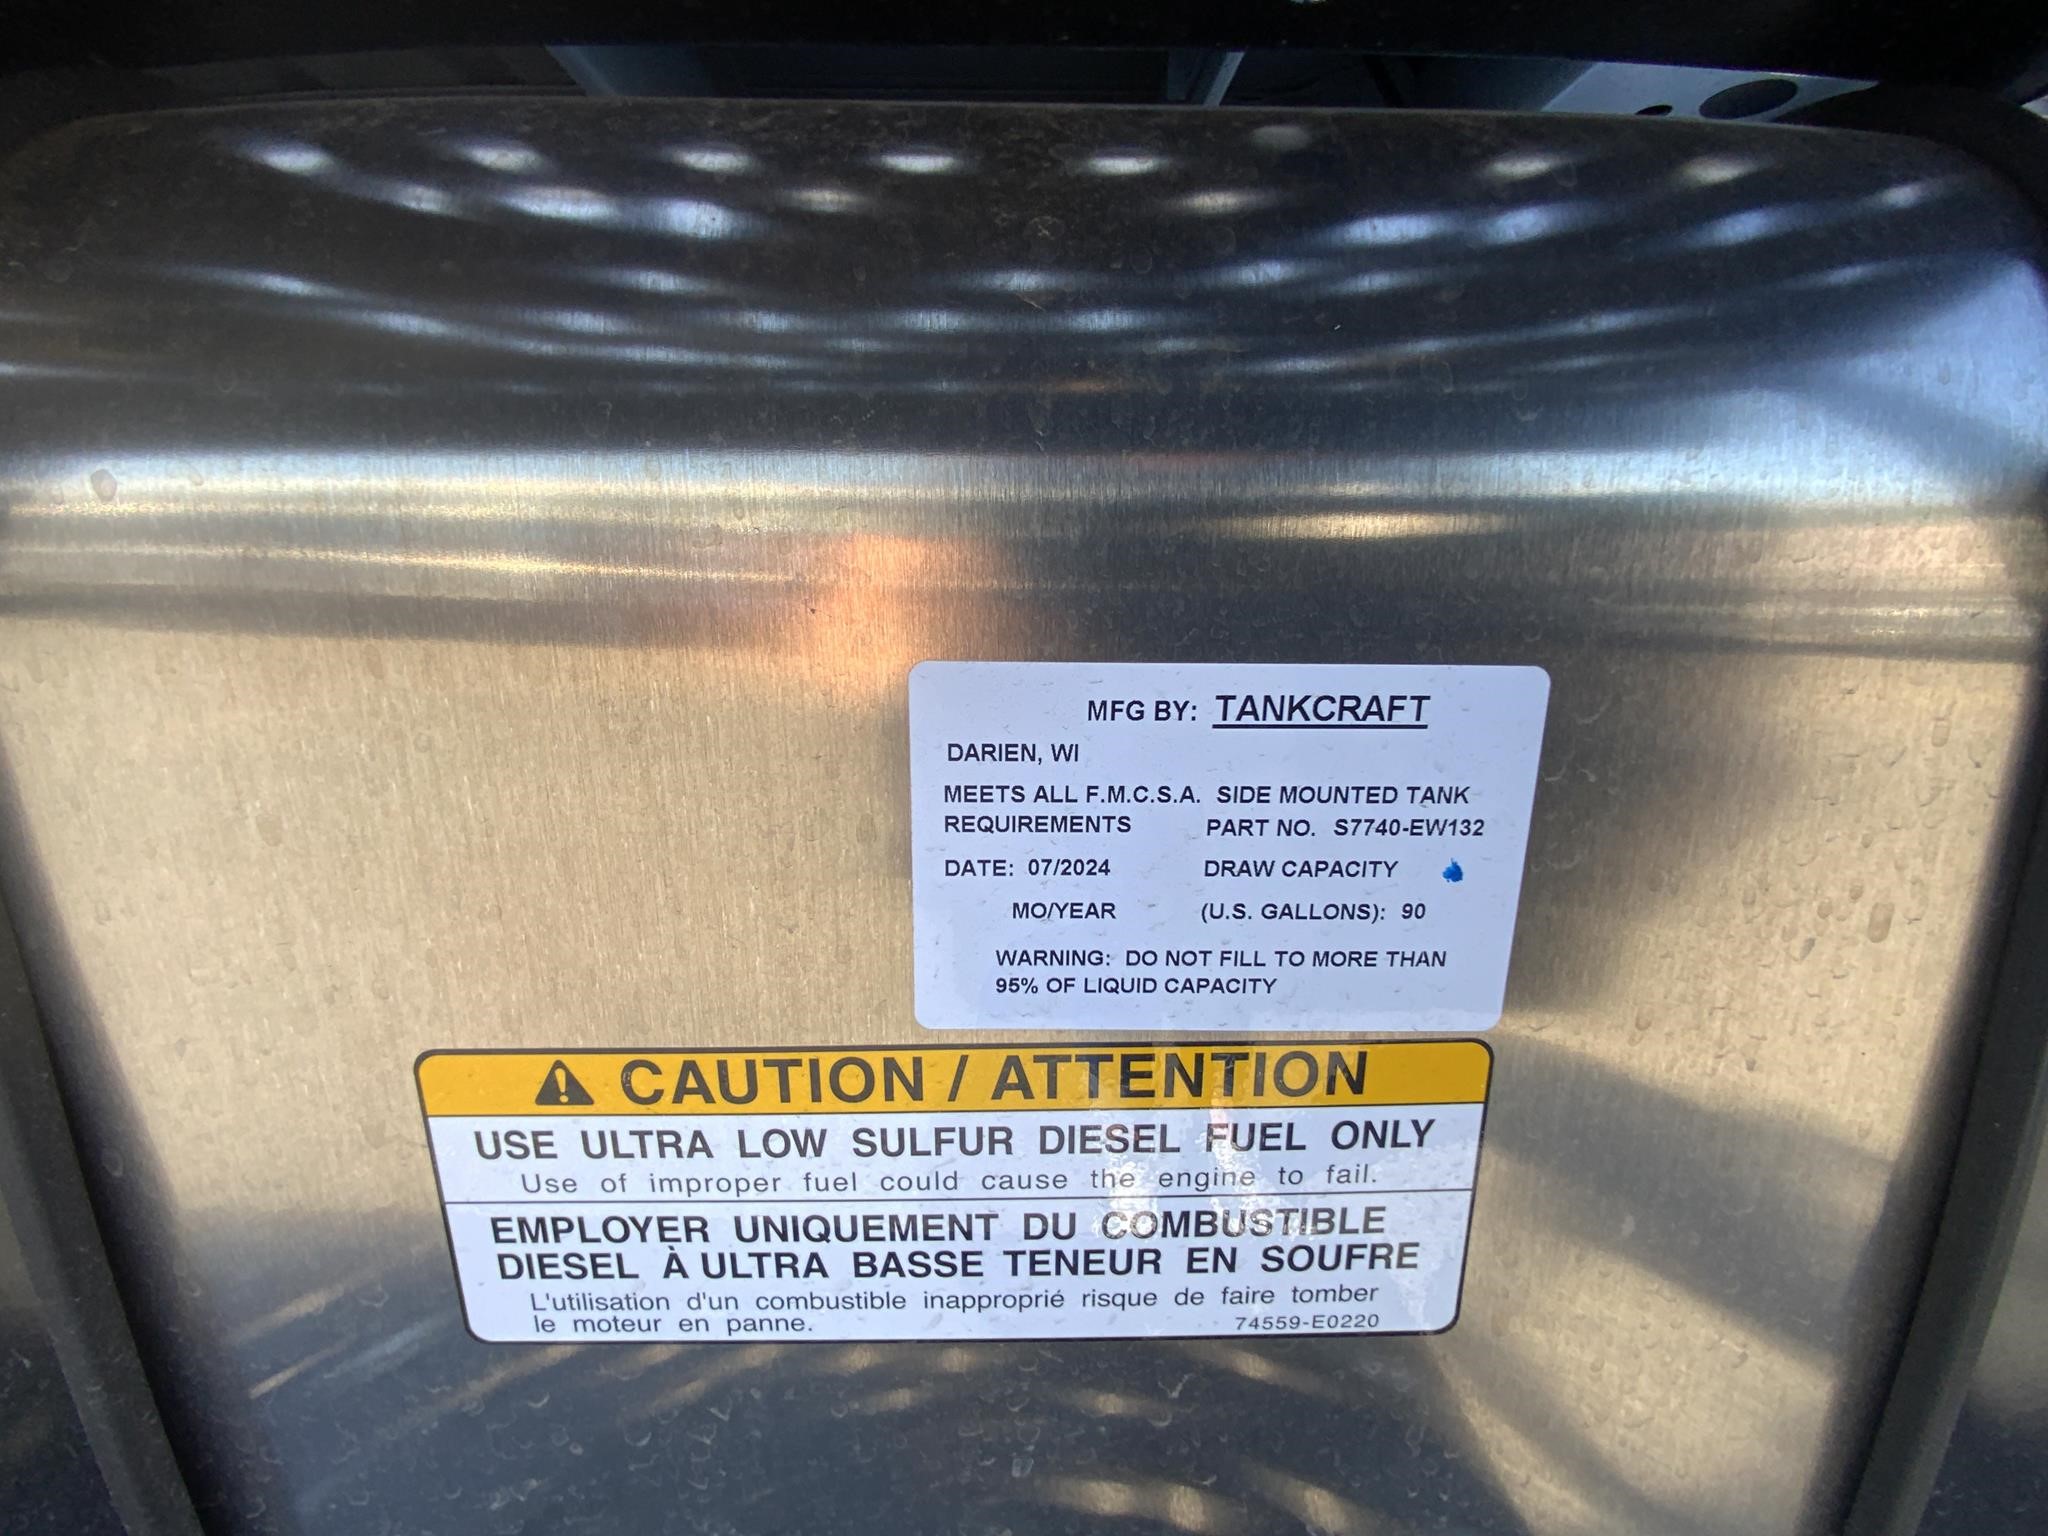 MFG BY: TANKCRAFT
DARIEN, WI
MEETS ALL F.M.C.S.A. SIDE MOUNTED TANK
REQUIREMENTS PART NO. S7740-EW132
DATE: 07/2024 DRAW CAPACITY
MO/YEAR (U.S. GALLONS): 90
WARNING: DO NOT FILL TO MORE THAN
95% OF LIQUID CAPACITY
CAUTION / ATTENTION
USE ULTRA LOW SULFUR DIESEL FUEL ONLY
Use of improper fuel could cause the engine to fail.
EMPLOYER UNIQUEMENT DU COMBUSTIBLE
DIESEL À ULTRA BASSE TENEUR EN SOUFRE
L'utilisation d'un combustible inapproprié risque de faire tomber
le moteur en panne. 74559-E0220